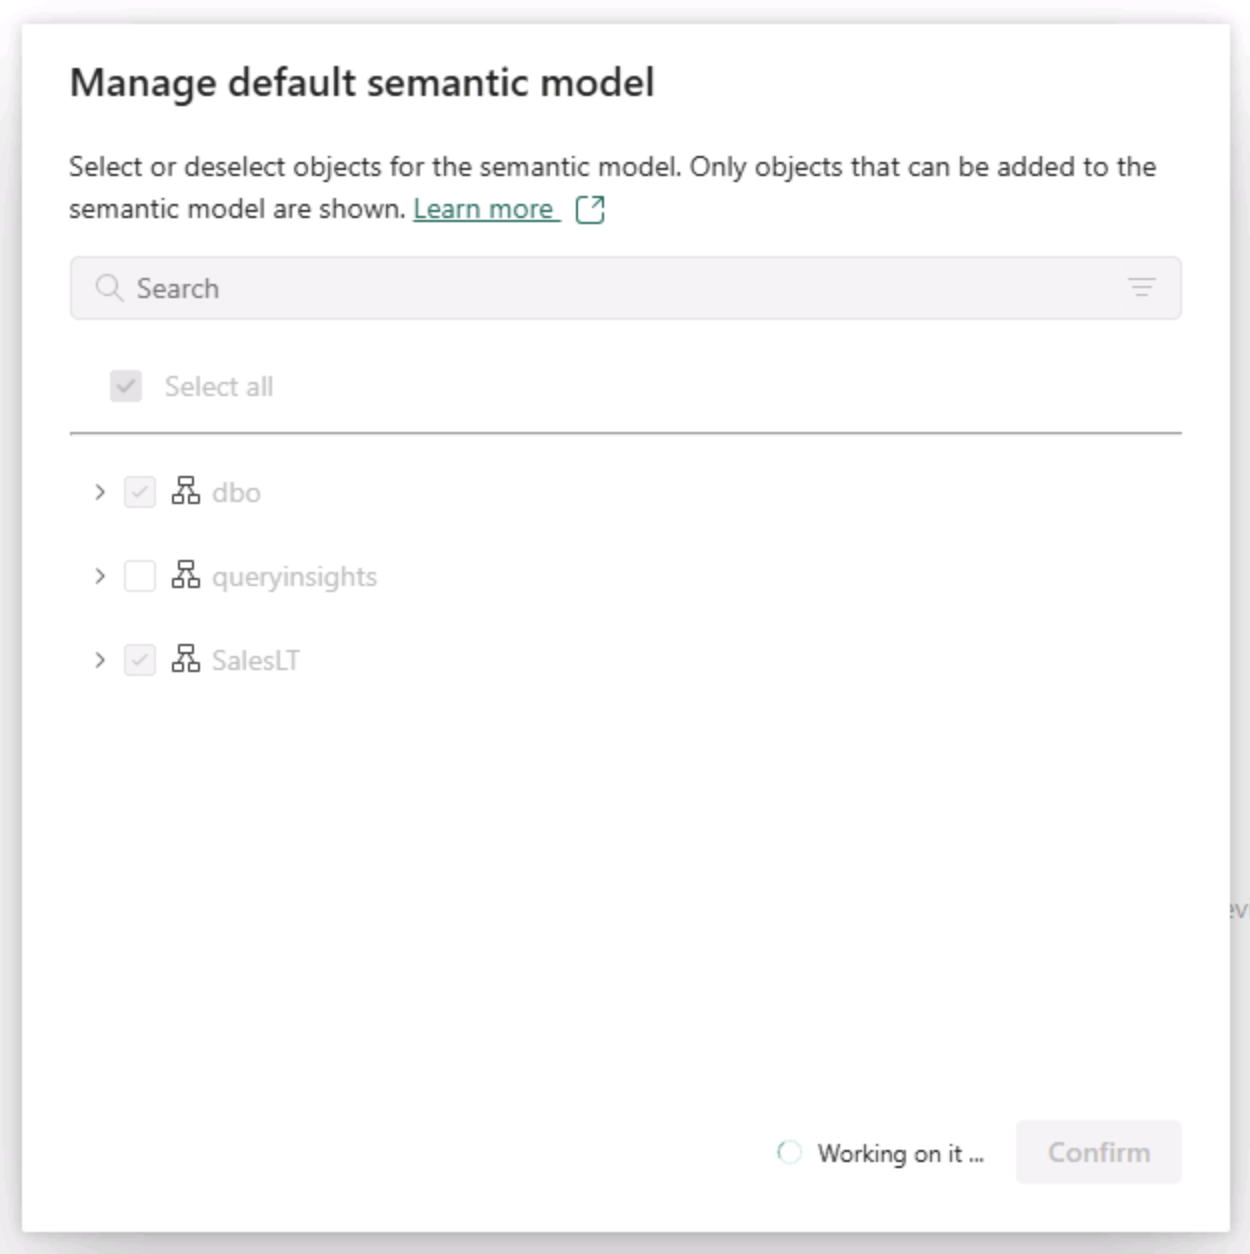 Manage default semantic model
Select or deselect objects for the semantic model. Only objects that can be added to the
semantic model are shown. Learn more
Search
Select all
dbo
queryinsights
SalesLT
Working on it ...
Confirm